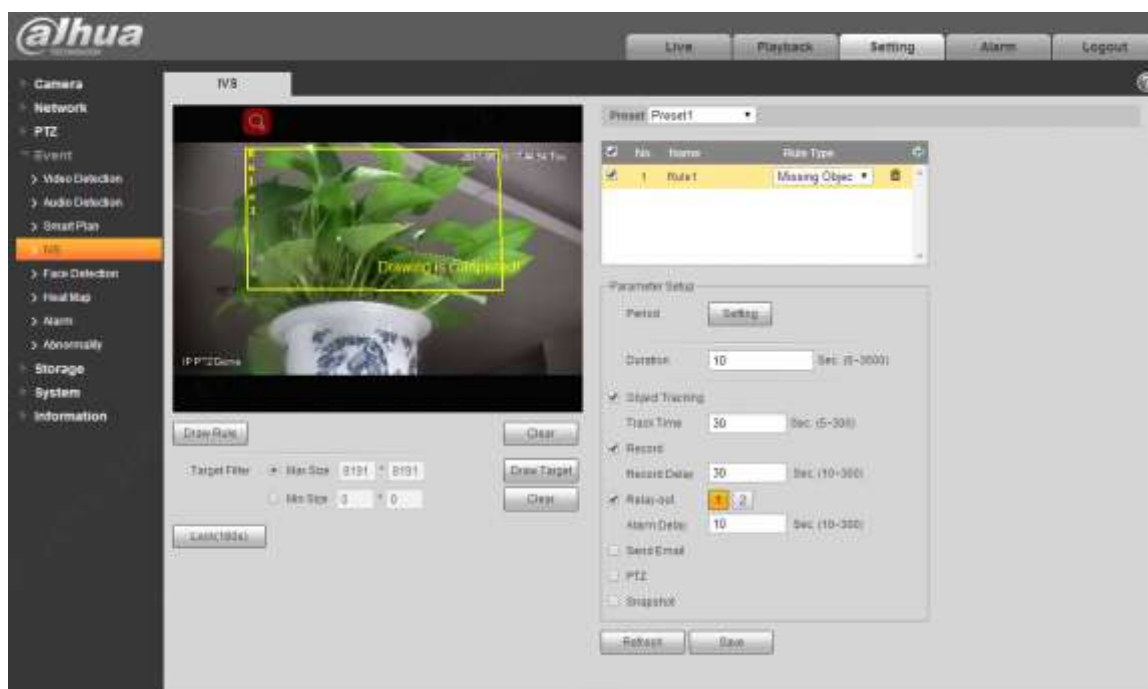 alhua
TECHNOLOGY
Live
Playback
Setting
Alarm
Logout
Camera
Network
PTZ
Event
Video Detection
Audio Detection
Smart Plan
IVS
Face Detection
Heat Map
Alarm
Abnormality
Storage
System
Information
IVS
Drawing is completed!
IP PTZ Dome
Draw Rule
Clear
Target Filter
Max Size 8191 * 8191
Draw Target
Min Size 0 * 0
Clear
Lock(180s)
Preset Preset1
No. Name Rule Type
1 Rule1 Missing Objec
Parameter Setup
Period Setting
Duration 10
Object Tracking
Track Time 30 Sec. (5~300)
Record
Record Delay 30 Sec. (10~300)
Relay-out 1 2
Alarm Delay 10 Sec. (10~300)
Send Email
PTZ
Snapshot
Refresh Save